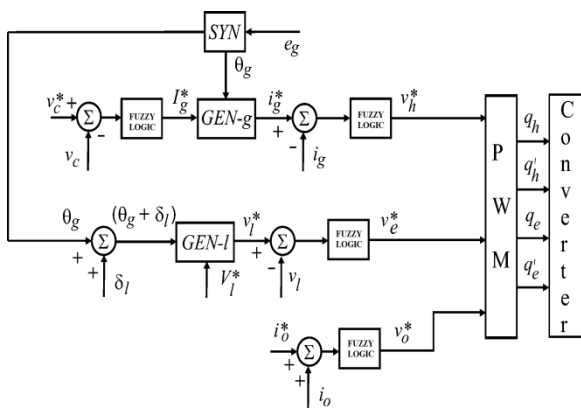 SYN
e_g
θ_g
v_c* + Σ - FUZZY LOGIC I_g* GEN-g i_g* + Σ - FUZZY LOGIC v_h*
v_c
i_g
P W M
q_h
q_h'
q_e
q_e'
Converter
θ_g + Σ + (θ_g + δ_l) GEN-l v_l* + Σ - FUZZY LOGIC v_e*
δ_l
V_l*
v_l
i_o* + Σ + FUZZY LOGIC v_o*
i_o